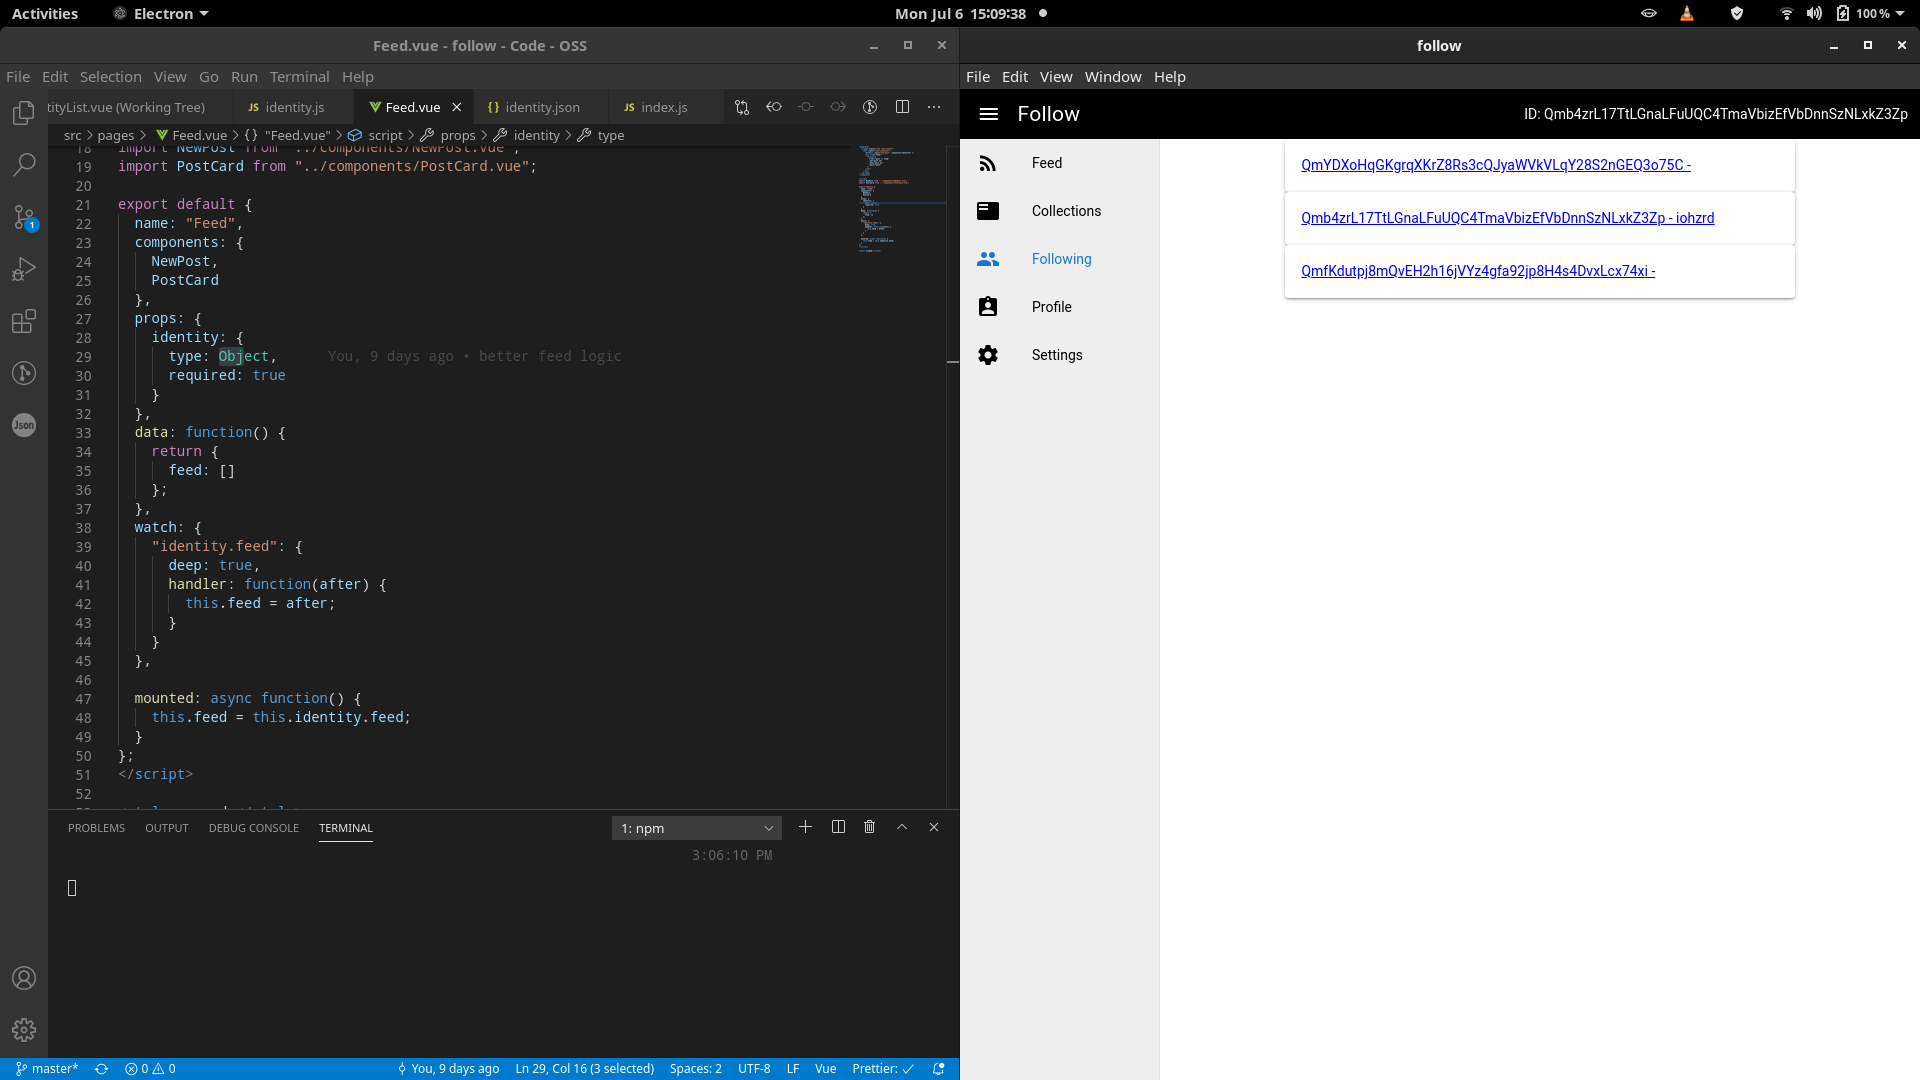 Activities
Electron
Mon Jul 6 15:09:38
100 %
Feed.vue - follow - Code - OSS
File Edit Selection View Go Run Terminal Help
tityList.vue (Working Tree)
JS identity.js
Feed.vue
{} identity.json
JS index.js
src > pages > Feed.vue > {} "Feed.vue" > script > props > identity > type
18 import NewPost from "../components/NewPost.vue";
19 import PostCard from "../components/PostCard.vue";
20
21 export default {
22 name: "Feed",
23 components: {
24 NewPost,
25 PostCard
26 },
27 props: {
28 identity: {
29 type: Object, You, 9 days ago • better feed logic
30 required: true
31 }
32 },
33 data: function() {
34 return {
35 feed: []
36 };
37 },
38 watch: {
39 "identity.feed": {
40 deep: true,
41 handler: function(after) {
42 this.feed = after;
43 }
44 }
45 },
46
47 mounted: async function() {
48 this.feed = this.identity.feed;
49 }
50 };
51 </script>
52
1
Json
PROBLEMS OUTPUT DEBUG CONSOLE TERMINAL
1: npm
3:06:10 PM
master* 0 0 You, 9 days ago Ln 29, Col 16 (3 selected) Spaces: 2 UTF-8 LF Vue Prettier: ✓
follow
File Edit View Window Help
Follow
ID: Qmb4zrL17TtLGnaLFuUQC4TmaVbizEfVbDnnSzNLxkZ3Zp
Feed
Collections
Following
Profile
Settings
QmYDXoHqGKgrqXKrZ8Rs3cQJyaWVkVLqY28S2nGEQ3o75C -
Qmb4zrL17TtLGnaLFuUQC4TmaVbizEfVbDnnSzNLxkZ3Zp - iohzrd
QmfKdutpj8mQvEH2h16jVYz4gfa92jp8H4s4DvxLcx74xi -